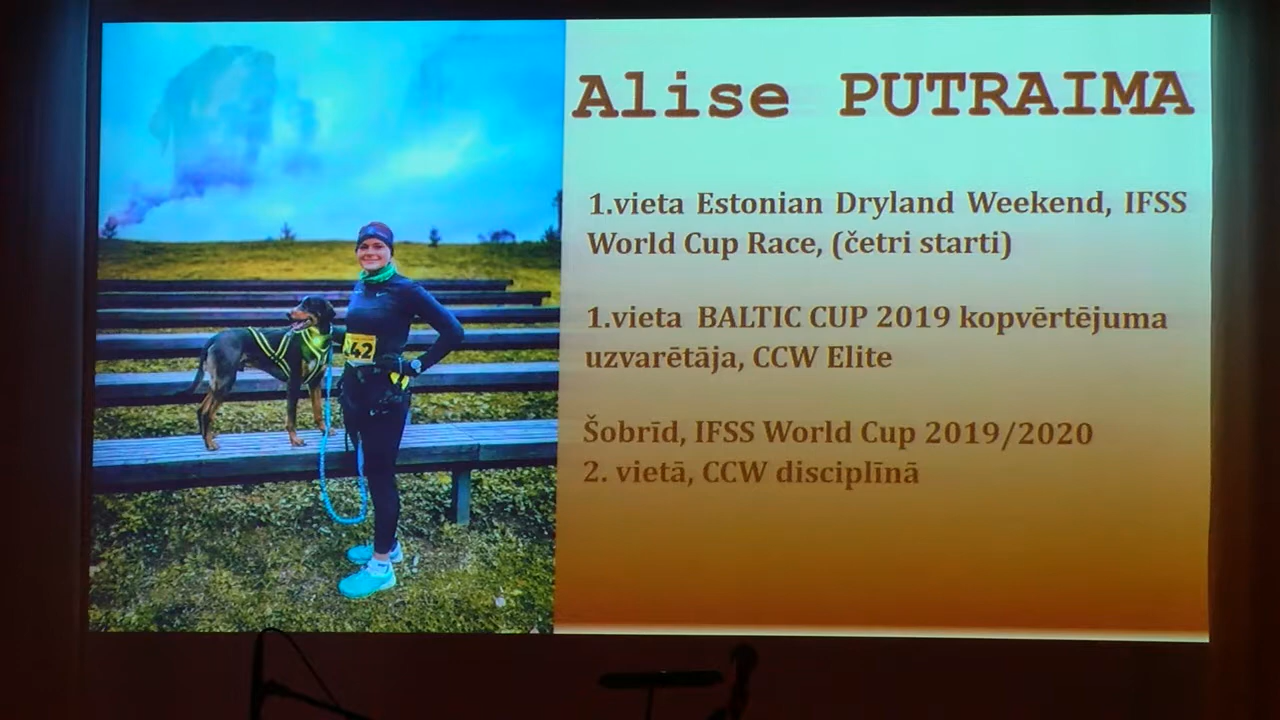 Alise PUTRAIMA
1.vieta Estonian Dryland Weekend, IFSS
World Cup Race, (četri starti)
1.vieta BALTIC CUP 2019 kopvērtējuma
uzvarētāja, CCW Elite
Šobrīd, IFSS World Cup 2019/2020
2. vietā, CCW disciplīnā
42